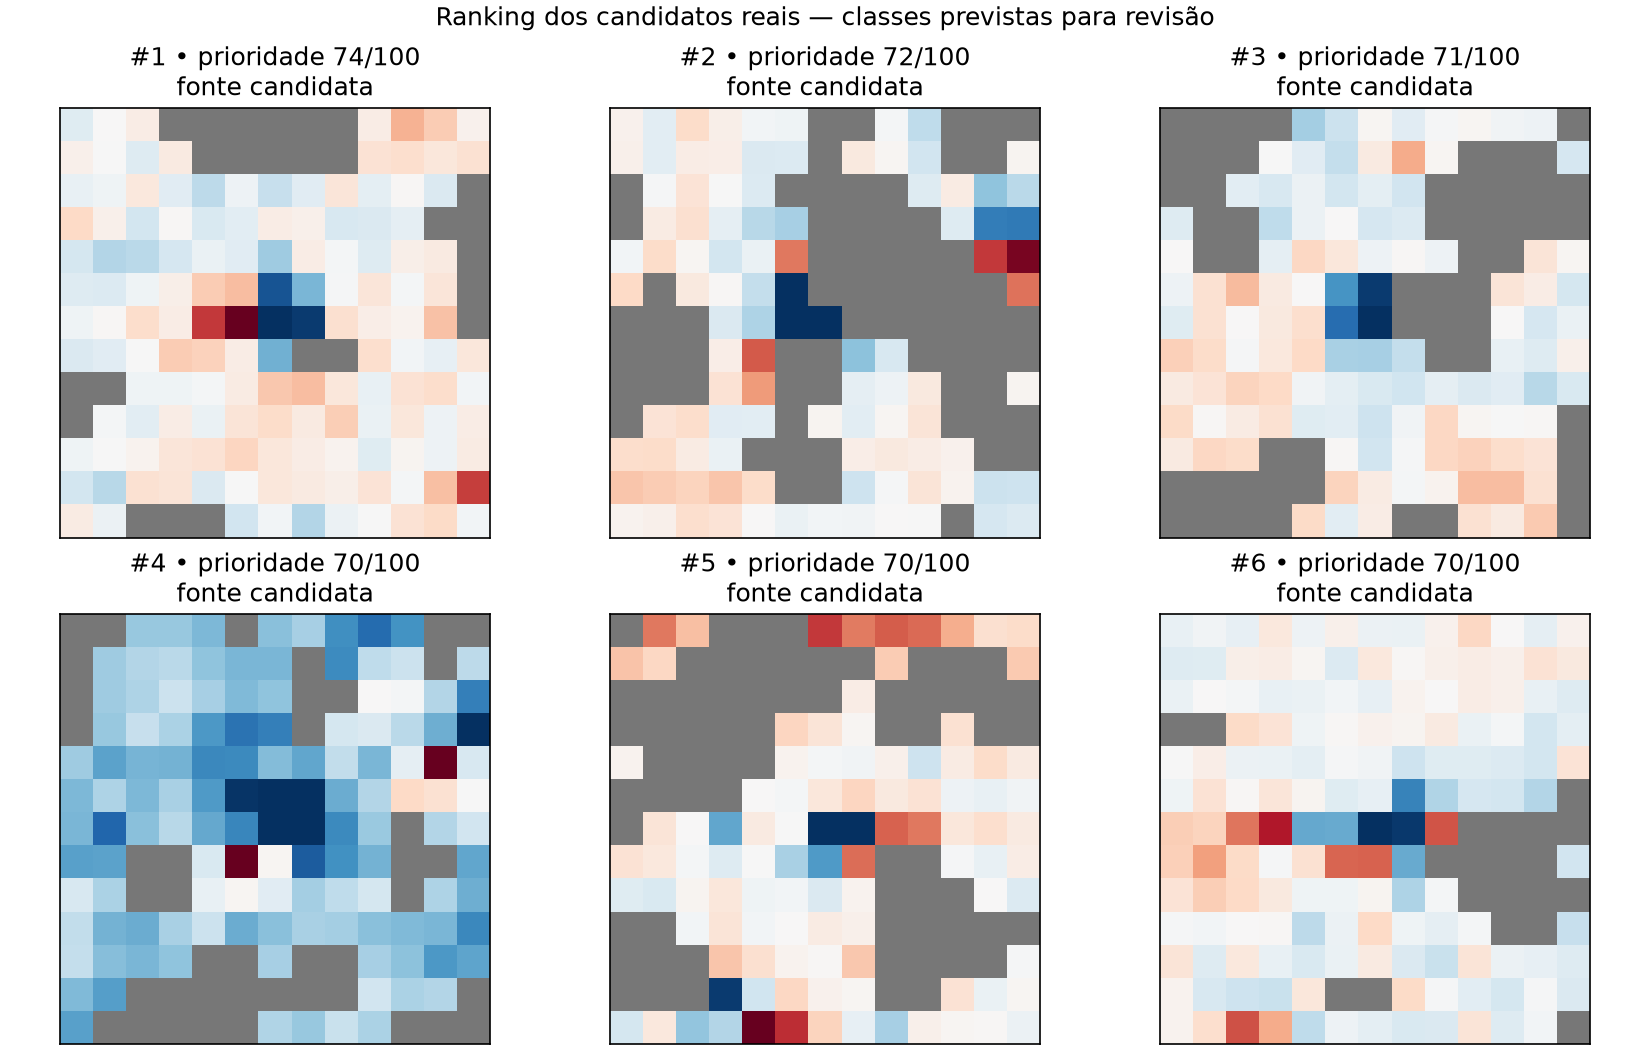 Ranking dos candidatos reais — classes previstas para revisão
#1 • prioridade 74/100
fonte candidata
#2 • prioridade 72/100
fonte candidata
#3 • prioridade 71/100
fonte candidata
#4 • prioridade 70/100
fonte candidata
#5 • prioridade 70/100
fonte candidata
#6 • prioridade 70/100
fonte candidata